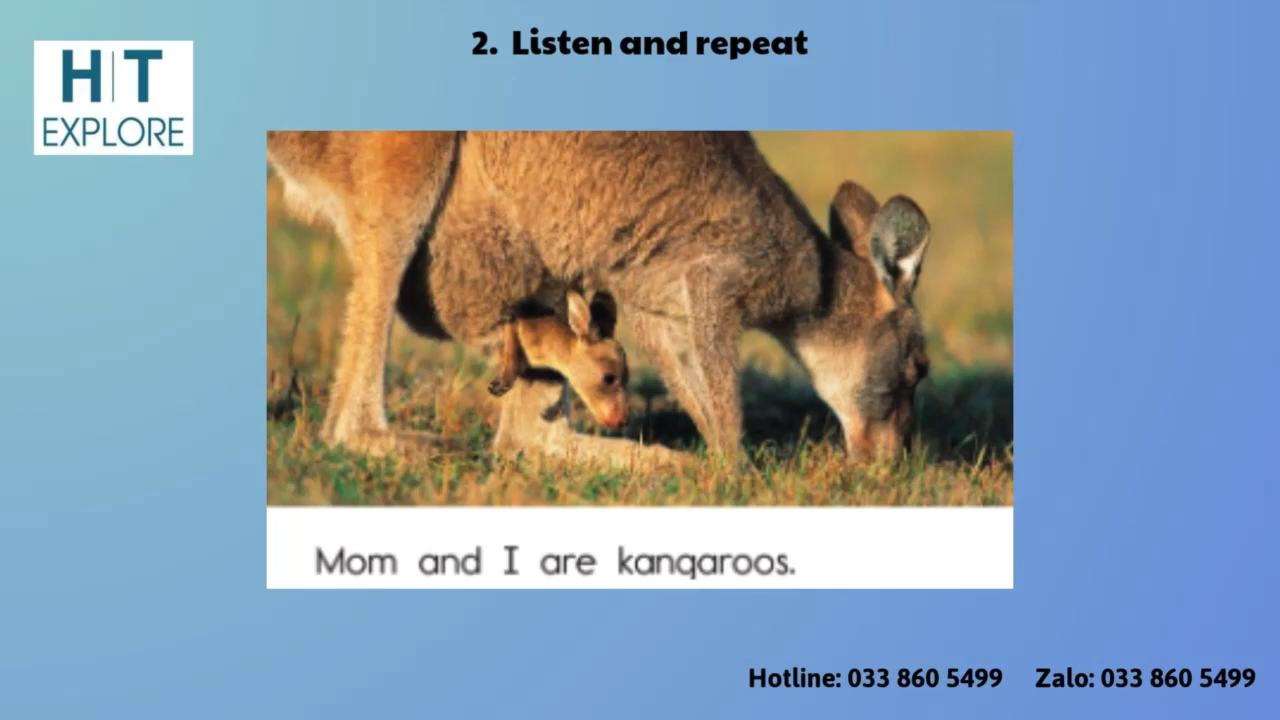 2. Listen and repeat
H|T
EXPLORE
Mom and I are kangaroos.
Hotline: 033 860 5499 Zalo: 033 860 5499